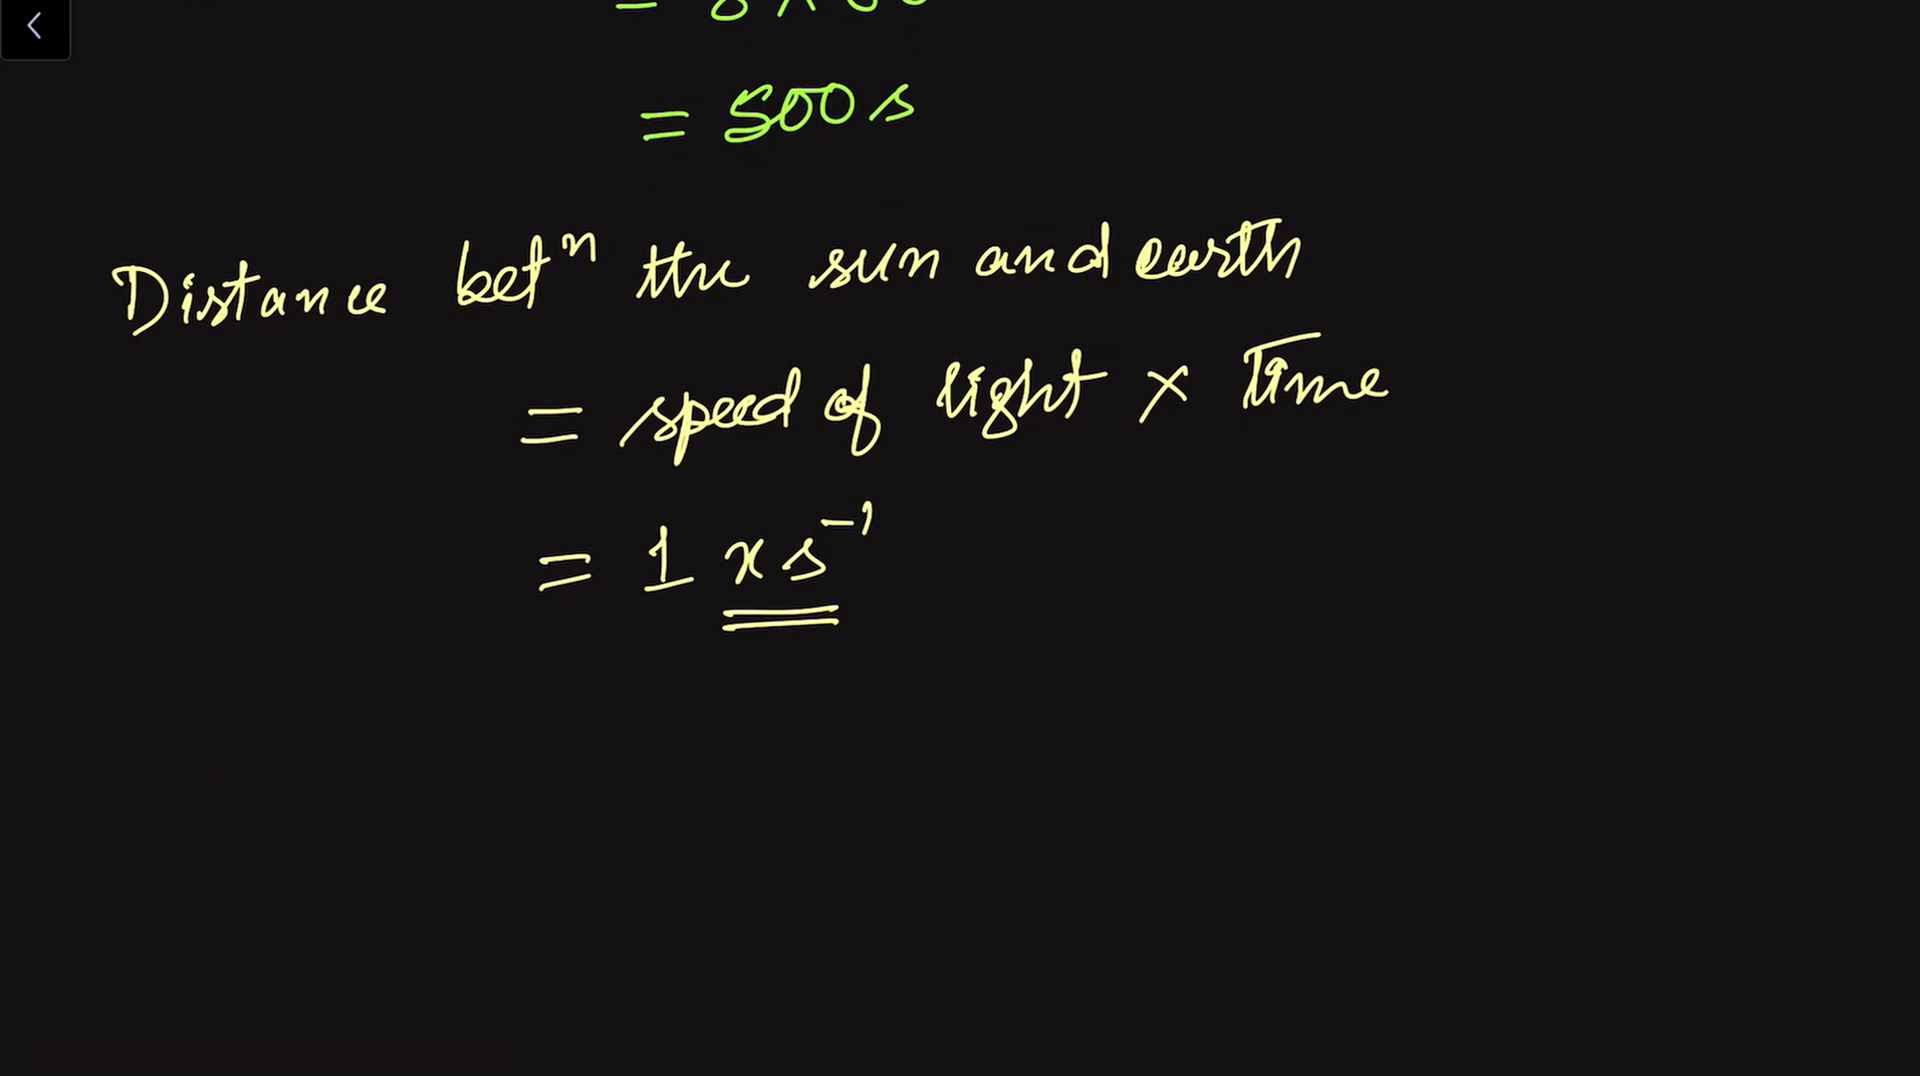 = 500 s
Distance betⁿ the sun and earth
= speed of light × Time
= 1 x s⁻¹